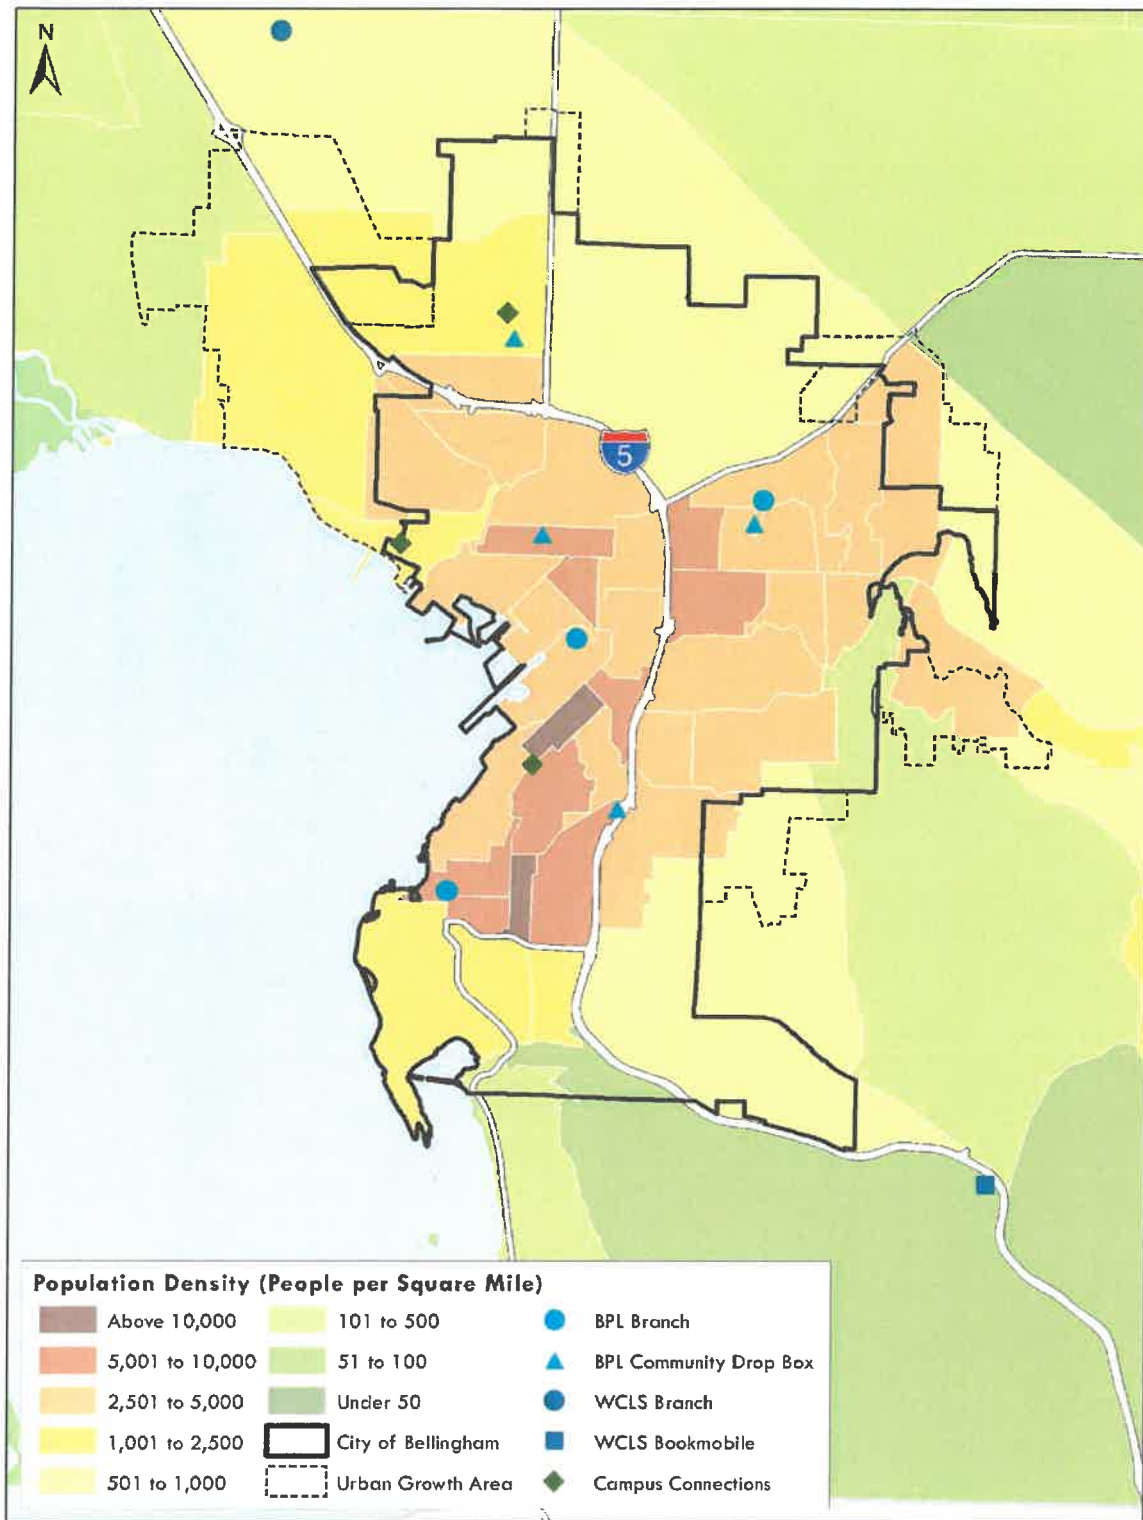 N
5
Population Density (People per Square Mile)
Above 10,000
5,001 to 10,000
2,501 to 5,000
1,001 to 2,500
501 to 1,000
101 to 500
51 to 100
Under 50
City of Bellingham
Urban Growth Area
BPL Branch
BPL Community Drop Box
WCLS Branch
WCLS Bookmobile
Campus Connections